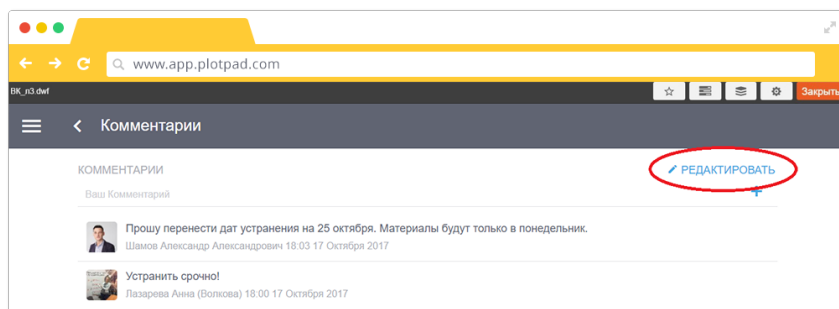 www.app.plotpad.com
BK_n3.dwf
Закрыть
Комментарии
КОММЕНТАРИИ
РЕДАКТИРОВАТЬ
Ваш Комментарий
Прошу перенести дат устранения на 25 октября. Материалы будут только в понедельник.
Шамов Александр Александрович 18:03 17 Октября 2017
Устранить срочно!
Лазарева Анна (Волкова) 18:00 17 Октября 2017